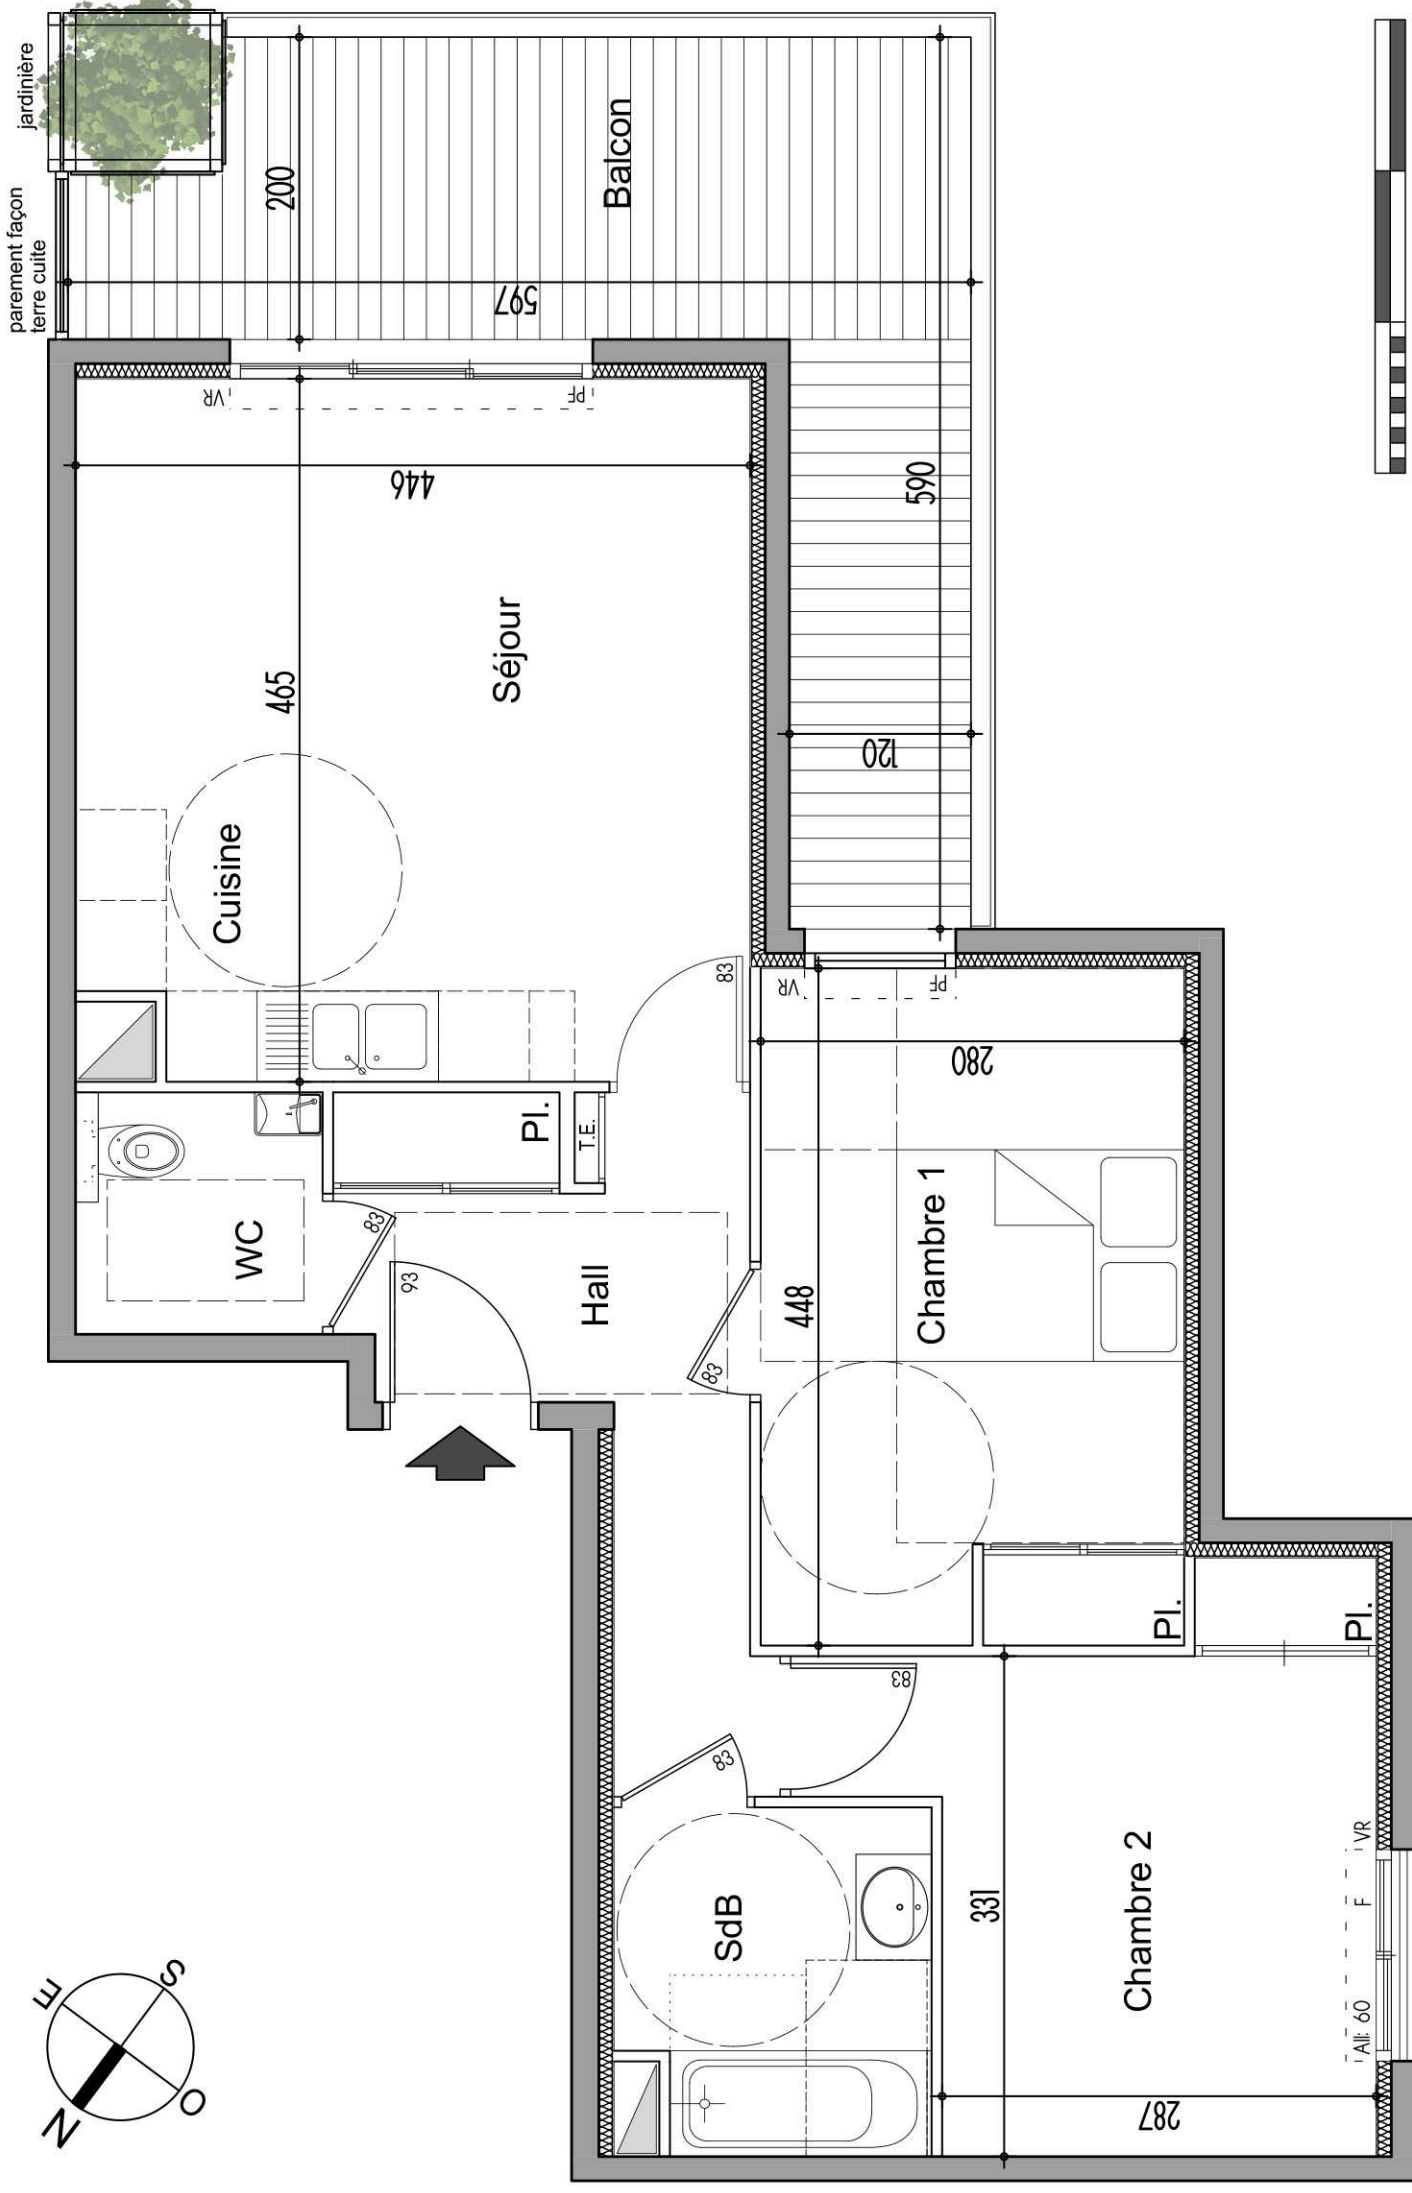 jardinière
parement façon
terre cuite
200
Balcon
597
VR
PF
446
465
Séjour
590
120
Cuisine
83
VR
PF
280
Pl.
T.E.
WC
83
93
Hall
83
448
Chambre 1
Pl.
Pl.
83
83
SdB
331
Chambre 2
All: 60
F
VR
287
N
E
S
O